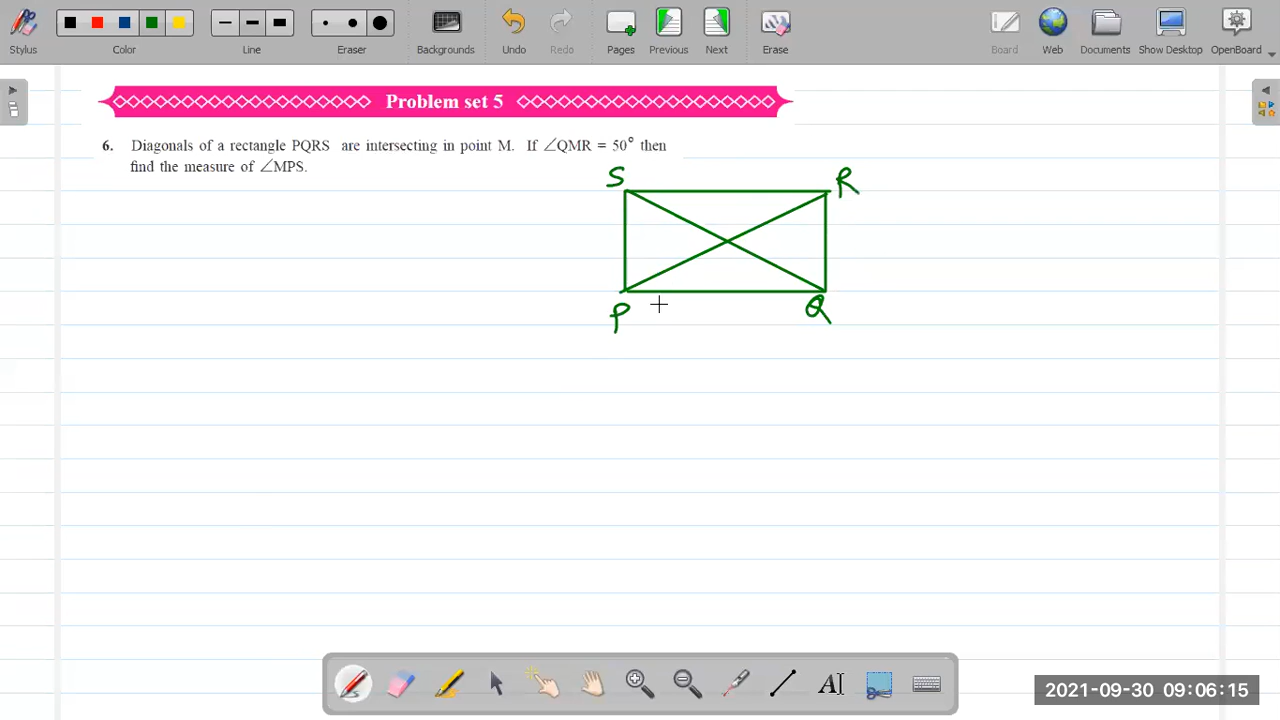 Stylus Color Line Eraser Backgrounds Undo Redo Pages Previous Next Erase Board Web Documents Show Desktop OpenBoard
Problem set 5
6. Diagonals of a rectangle PQRS are intersecting in point M. If ∠QMR = 50° then
find the measure of ∠MPS.
S R
P Q
2021-09-30 09:06:15